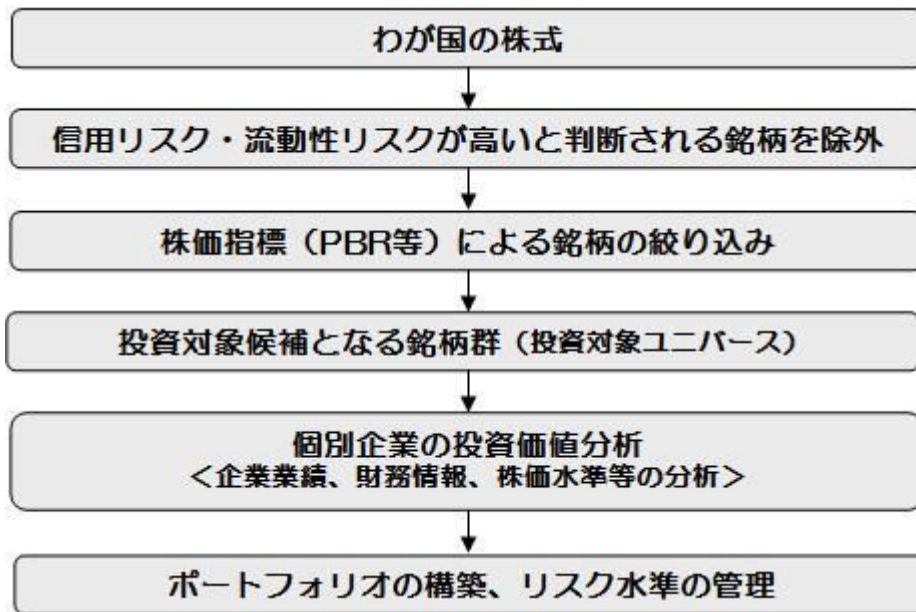 わが国の株式
信用リスク・流動性リスクが高いと判断される銘柄を除外
株価指標（PBR等）による銘柄の絞り込み
投資対象候補となる銘柄群（投資対象ユニバース）
個別企業の投資価値分析
＜企業業績、財務情報、株価水準等の分析＞
ポートフォリオの構築、リスク水準の管理